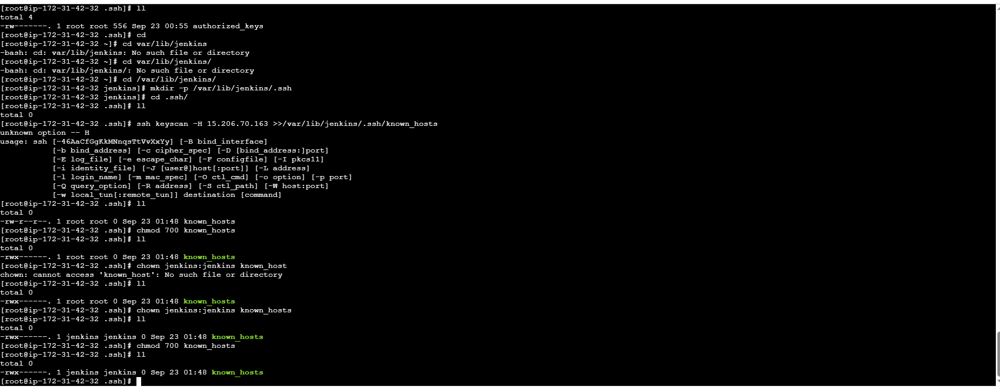 [root@ip-172-31-42-32 .ssh]# ll
total 4
-rw-------. 1 root root 556 Sep 23 00:55 authorized_keys
[root@ip-172-31-42-32 .ssh]# cd
[root@ip-172-31-42-32 ~]# cd var/lib/jenkins
-bash: cd: var/lib/jenkins: No such file or directory
[root@ip-172-31-42-32 ~]# cd var/lib/jenkins/
-bash: cd: var/lib/jenkins/: No such file or directory
[root@ip-172-31-42-32 ~]# cd /var/lib/jenkins/
[root@ip-172-31-42-32 jenkins]# mkdir -p /var/lib/jenkins/.ssh
[root@ip-172-31-42-32 jenkins]# cd .ssh/
[root@ip-172-31-42-32 .ssh]# ll
total 0
[root@ip-172-31-42-32 .ssh]# ssh keyscan -H 15.206.70.163 >>/var/lib/jenkins/.ssh/known_hosts
unknown option -- H
usage: ssh [-46AaCfGgKkMNnqsTtVvXxYy] [-B bind_interface]
           [-b bind_address] [-c cipher_spec] [-D [bind_address:]port]
           [-E log_file] [-e escape_char] [-F configfile] [-I pkcs11]
           [-i identity_file] [-J [user@]host[:port]] [-L address]
           [-l login_name] [-m mac_spec] [-O ctl_cmd] [-o option] [-p port]
           [-Q query_option] [-R address] [-S ctl_path] [-W host:port]
           [-w local_tun[:remote_tun]] destination [command]
[root@ip-172-31-42-32 .ssh]# ll
total 0
-rw-r--r--. 1 root root 0 Sep 23 01:48 known_hosts
[root@ip-172-31-42-32 .ssh]# chmod 700 known_hosts
[root@ip-172-31-42-32 .ssh]# ll
total 0
-rwx------. 1 root root 0 Sep 23 01:48 known_hosts
[root@ip-172-31-42-32 .ssh]# chown jenkins:jenkins known_host
chown: cannot access 'known_host': No such file or directory
[root@ip-172-31-42-32 .ssh]# ll
total 0
-rwx------. 1 root root 0 Sep 23 01:48 known_hosts
[root@ip-172-31-42-32 .ssh]# chown jenkins:jenkins known_hosts
[root@ip-172-31-42-32 .ssh]# ll
total 0
-rwx------. 1 jenkins jenkins 0 Sep 23 01:48 known_hosts
[root@ip-172-31-42-32 .ssh]# chmod 700 known_hosts
[root@ip-172-31-42-32 .ssh]# ll
total 0
-rwx------. 1 jenkins jenkins 0 Sep 23 01:48 known_hosts
[root@ip-172-31-42-32 .ssh]#